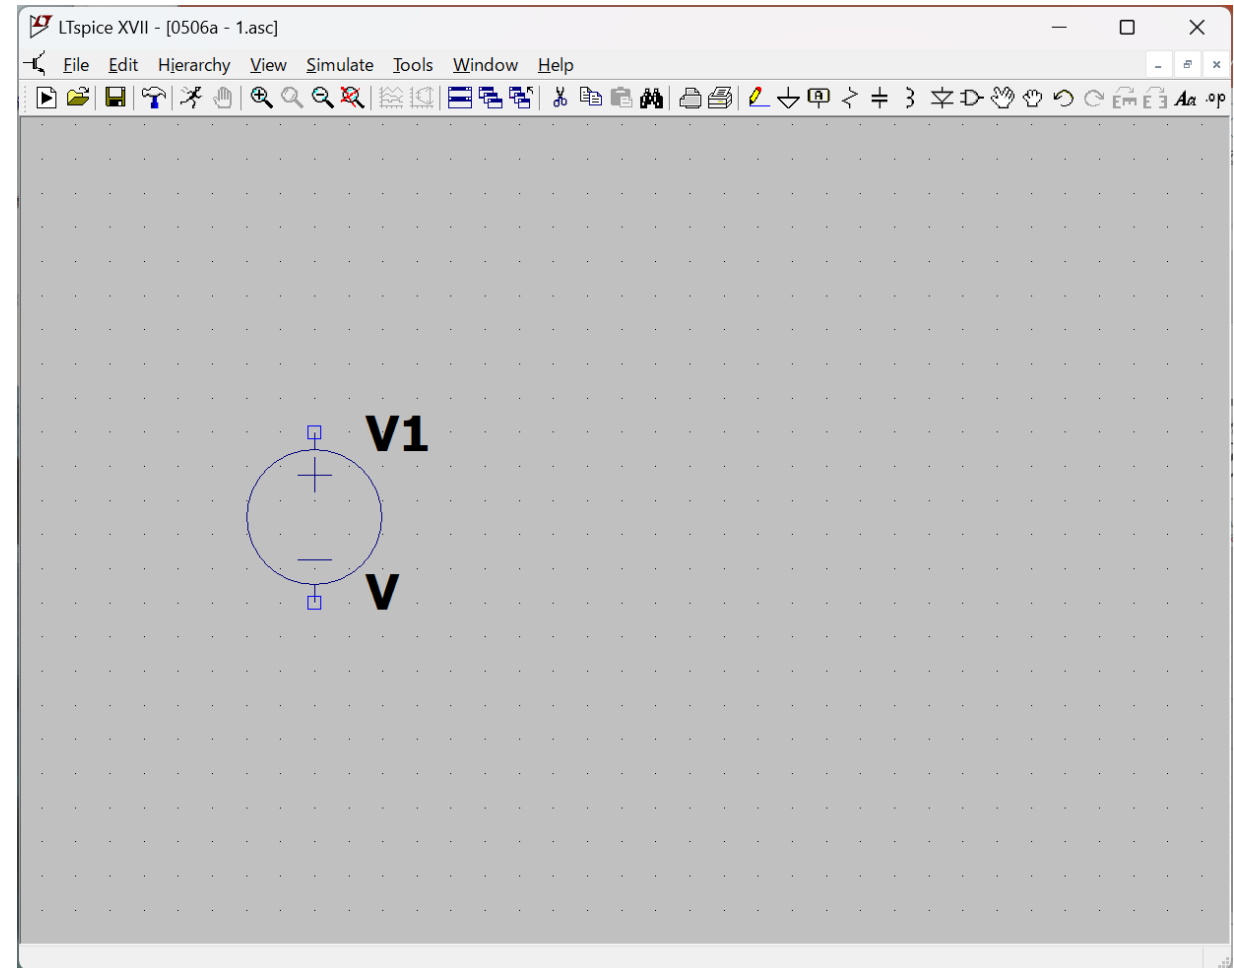 LTspice XVII - [0506a - 1.asc]
File Edit Hierarchy View Simulate Tools Window Help
A E E Aa .op
V1
V